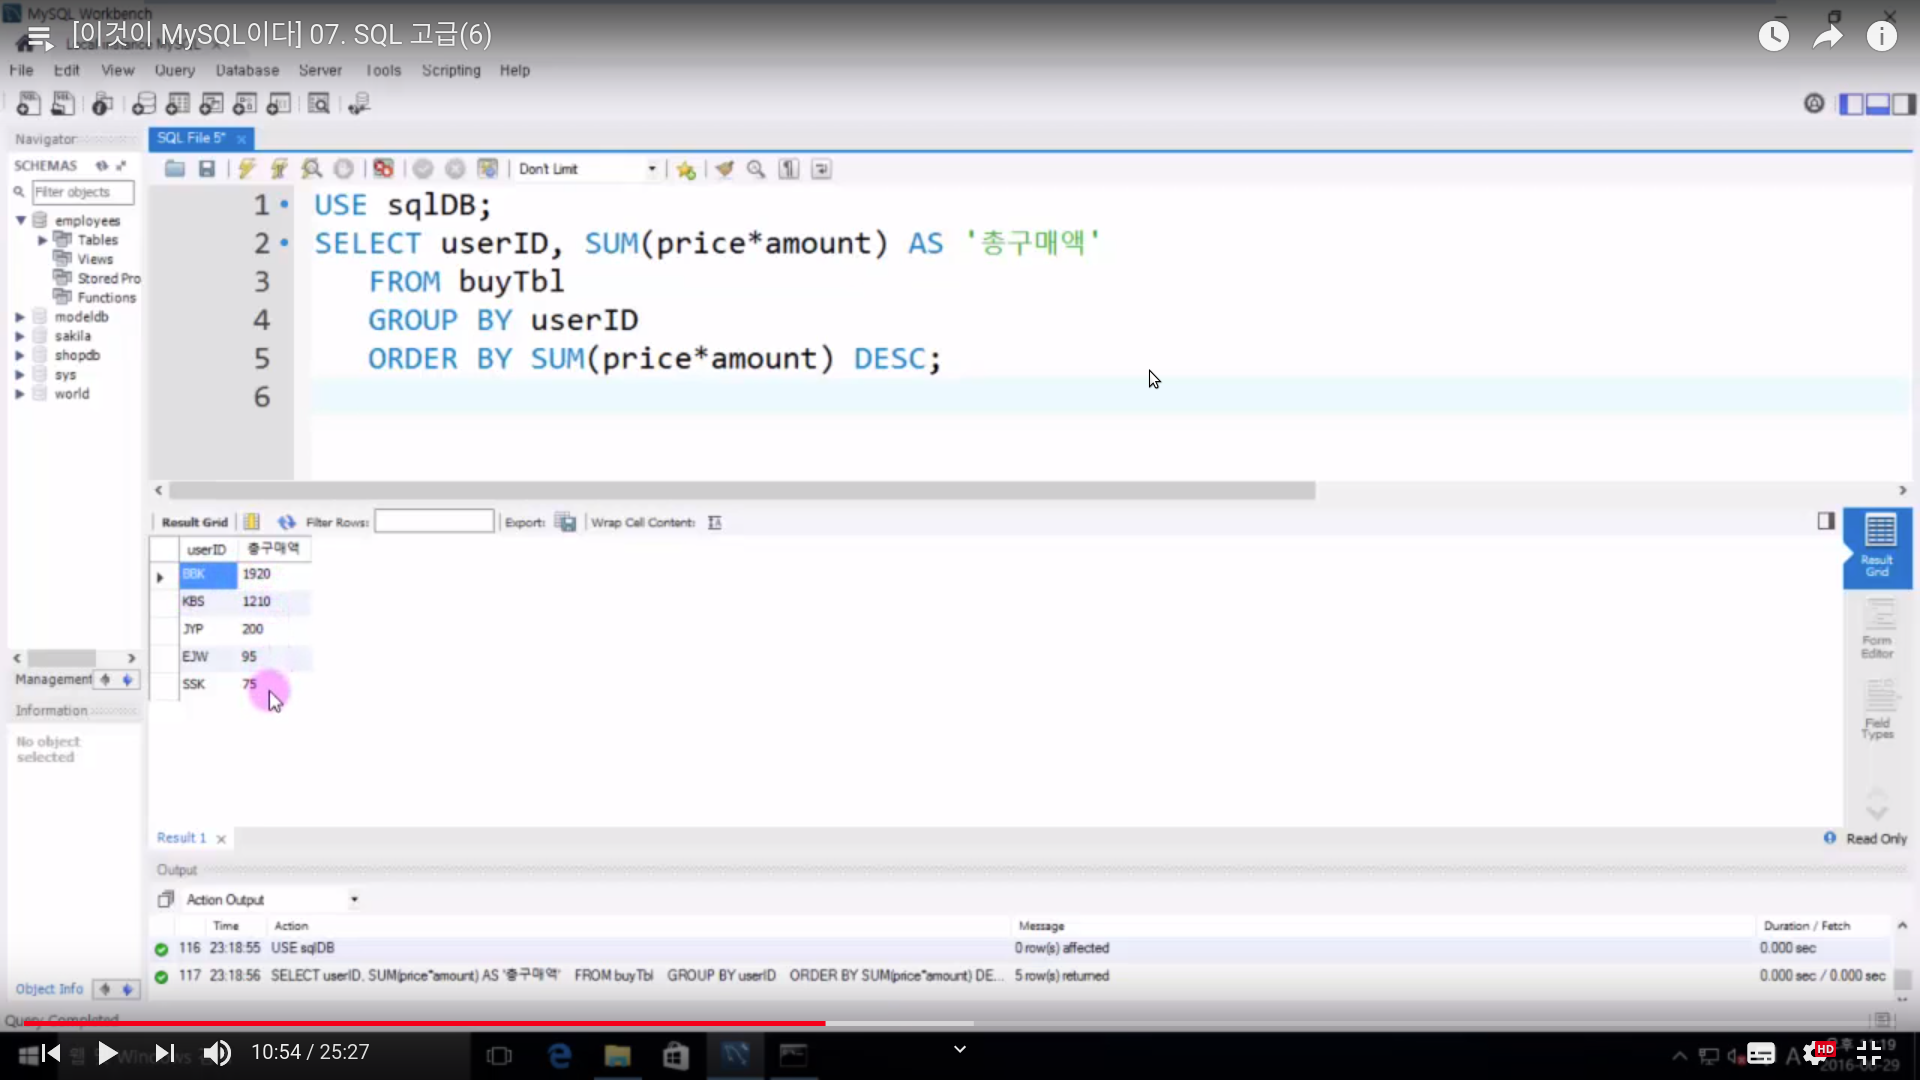 MySQL Workbench
[이것이 MySQL이다] 07. SQL 고급(6)
File Edit View Query Database Server Tools Scripting Help
Navigator
SQL File 5*
SCHEMAS
Don't Limit
Filter objects
employees
Tables
Views
Stored Pro
Functions
modeldb
sakila
shopdb
sys
world
1 USE sqlDB;
2 SELECT userID, SUM(price*amount) AS '총구매액'
3 FROM buyTbl
4 GROUP BY userID
5 ORDER BY SUM(price*amount) DESC;
6
Result Grid Filter Rows: Export: Wrap Cell Content:
userID 총구매액
BBK 1920
KBS 1210
JYP 200
EJW 95
SSK 75
Result Grid
Form Editor
Field Types
Management
Information
No object
selected
Result 1
Read Only
Output
Action Output
Time Action Message Duration / Fetch
116 23:18:55 USE sqlDB 0 row(s) affected 0.000 sec
117 23:18:56 SELECT userID, SUM(price*amount) AS '총구매액' FROM buyTbl GROUP BY userID ORDER BY SUM(price*amount) DE... 5 row(s) returned 0.000 sec / 0.000 sec
Object Info
Query Completed
10:54 / 25:27
HD